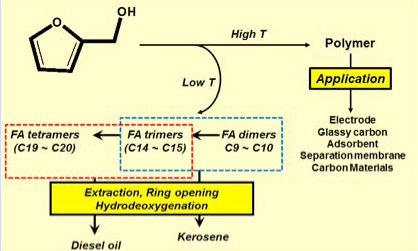 O
OH
High T
Polymer
Low T
Application
Electrode
Glassy carbon
Adsorbent
Separation membrane
Carbon Materials
FA tetramers
(C19 ~ C20)
FA trimers
(C14 ~ C15)
FA dimers
C9 ~ C10
Extraction, Ring opening
Hydrodeoxygenation
Diesel oil
Kerosene